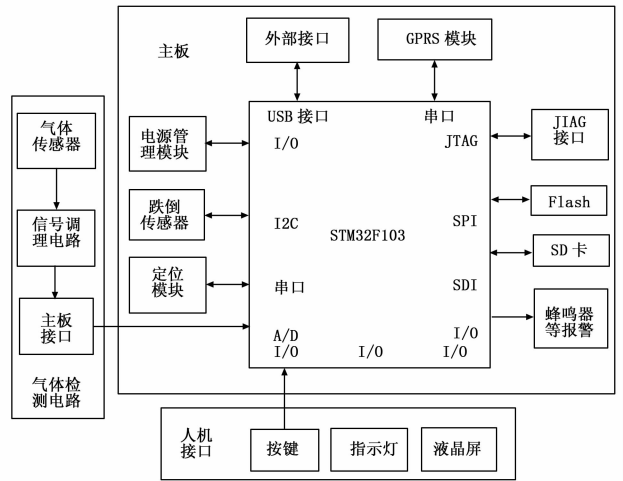 主板
外部接口
GPRS 模块
气体
传感器
信号调
理电路
主板
接口
气体检
测电路
电源管
理模块
跌倒
传感器
定位
模块
USB 接口
串口
I/O
JTAG
I2C
SPI
STM32F103
串口
SDI
A/D
I/O
I/O
I/O
I/O
JIAG
接口
Flash
SD 卡
蜂鸣器
等报警
人机
接口
按键
指示灯
液晶屏